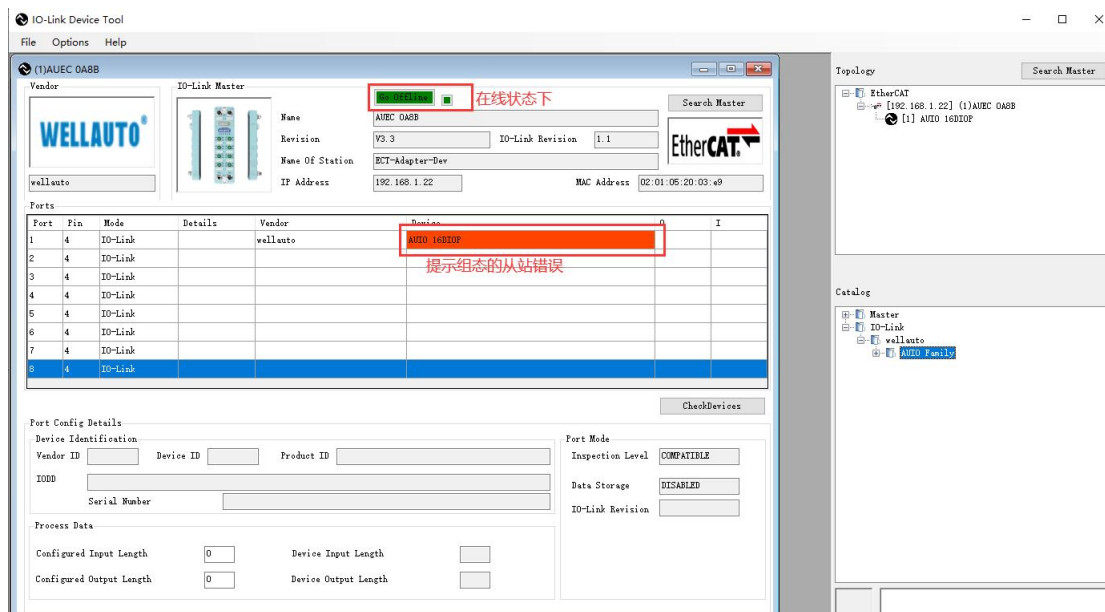 IO-Link Device Tool
File Options Help
(1)AUEC 0A8B
Vendor
IO-Link Master
WELLAUTO®
wellauto
Go Offline
在线状态下
Search Master
Name AUEC 0A8B
Revision V3.3 IO-Link Revision 1.1
Name Of Station ECT-Adapter-Dev
IP Address 192.168.1.22 MAC Address 02:01:05:20:03:e9
EtherCAT
Ports
Port Pin Mode Details Vendor Device O I
1 4 IO-Link wellauto AUIO 16DIOP
2 4 IO-Link
提示组态的从站错误
3 4 IO-Link
4 4 IO-Link
5 4 IO-Link
6 4 IO-Link
7 4 IO-Link
8 4 IO-Link
CheckDevices
Port Config Details
Device Identification
Vendor ID Device ID Product ID
IODD
Serial Number
Port Mode
Inspection Level COMPATIBLE
Data Storage DISABLED
IO-Link Revision
Process Data
Configured Input Length 0 Device Input Length
Configured Output Length 0 Device Output Length
Topology
Search Master
EtherCAT
[192.168.1.22] (1)AUEC 0A8B
[1] AUIO 16DIOP
Catalog
Master
IO-Link
wellauto
AUIO Family